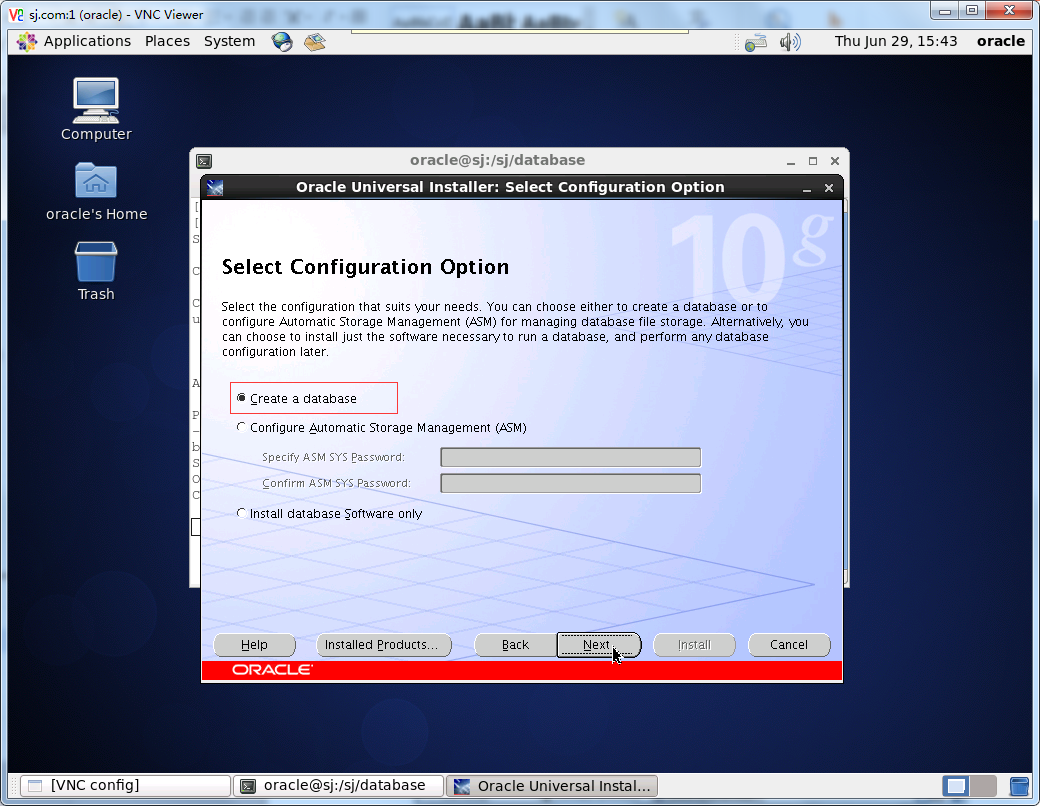 sj.com:1 (oracle) - VNC Viewer
Applications Places System Thu Jun 29, 15:43 oracle
Computer
oracle's Home
Trash
oracle@sj:/sj/database
Oracle Universal Installer: Select Configuration Option
10g
Select Configuration Option
Select the configuration that suits your needs. You can choose either to create a database or to
configure Automatic Storage Management (ASM) for managing database file storage. Alternatively, you
can choose to install just the software necessary to run a database, and perform any database
configuration later.
Create a database
Configure Automatic Storage Management (ASM)
Specify ASM SYS Password:
Confirm ASM SYS Password:
Install database Software only
Help Installed Products... Back Next Install Cancel
ORACLE
[VNC config] oracle@sj:/sj/database Oracle Universal Instal...